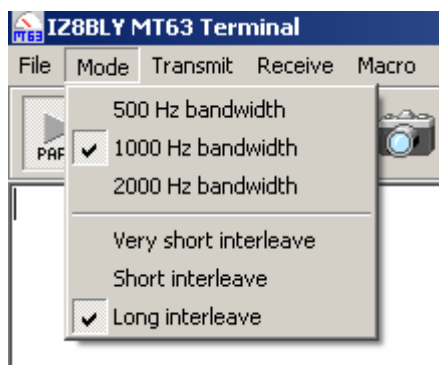 MT63 IZ8BLY MT63 Terminal
File Mode Transmit Receive Macro
500 Hz bandwidth
1000 Hz bandwidth
2000 Hz bandwidth
Very short interleave
Short interleave
Long interleave